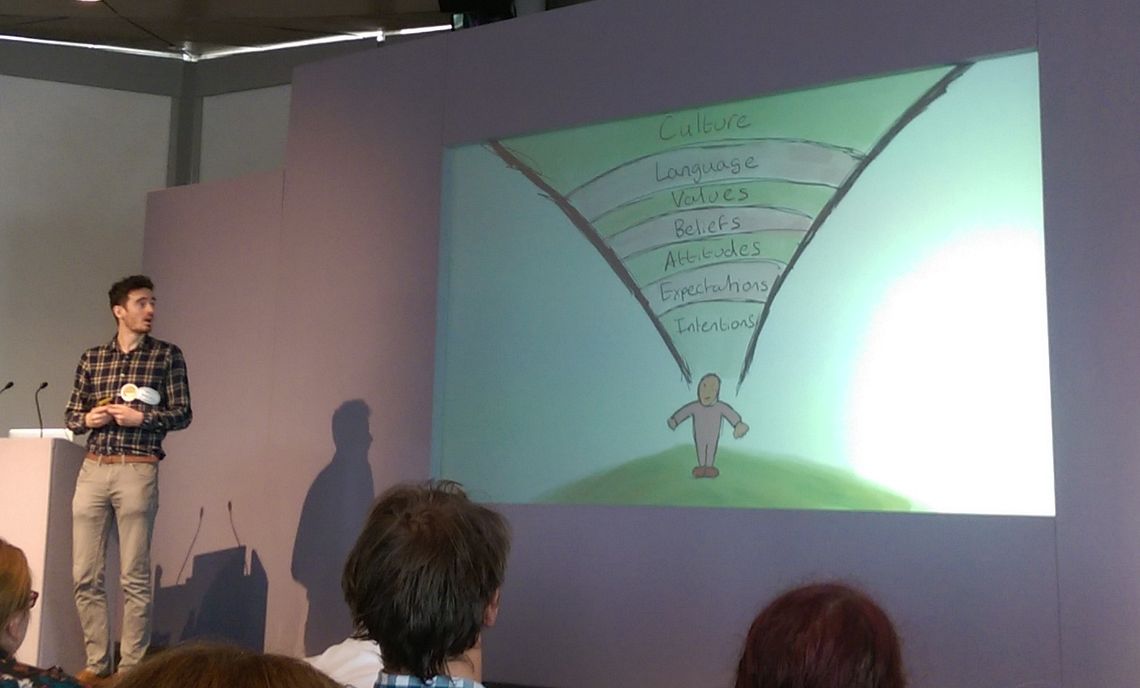 Culture
Language
Values
Beliefs
Attitudes
Expectations
Intentions